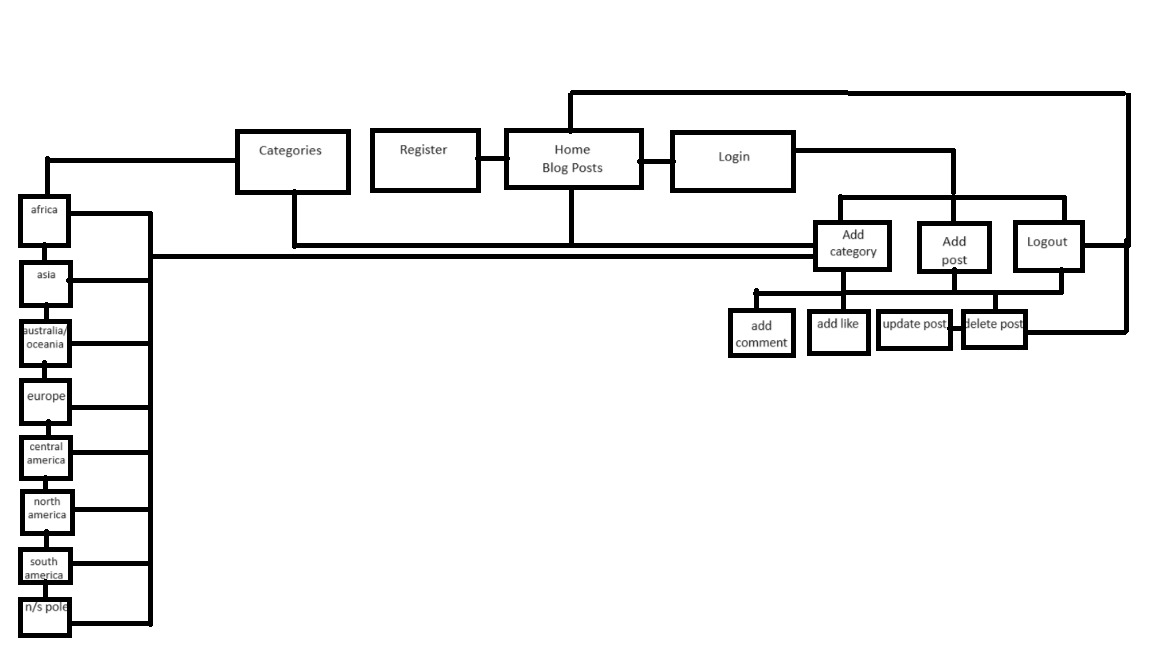 Categories
Register
Home
Blog Posts
Login
africa
Add
category
Add
post
Logout
asia
australia/
oceania
add
comment
add like
update post
delete post
europe
central
america
north
america
south
america
n/s pole